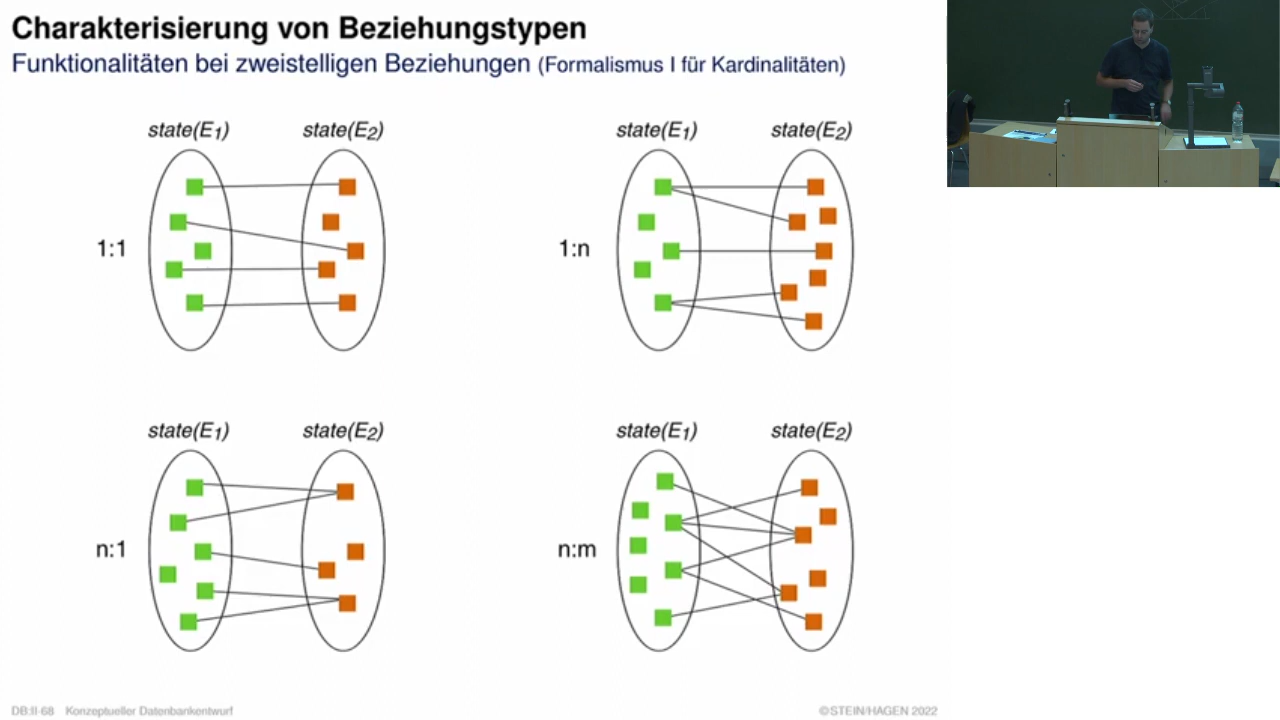 Charakterisierung von Beziehungstypen
Funktionalitäten bei zweistelligen Beziehungen (Formalismus I für Kardinalitäten)
state(E1) state(E2)
1:1
state(E1) state(E2)
1:n
state(E1) state(E2)
n:1
state(E1) state(E2)
n:m
DB:II-68 Konzeptueller Datenbankentwurf
©STEIN/HAGEN 2022